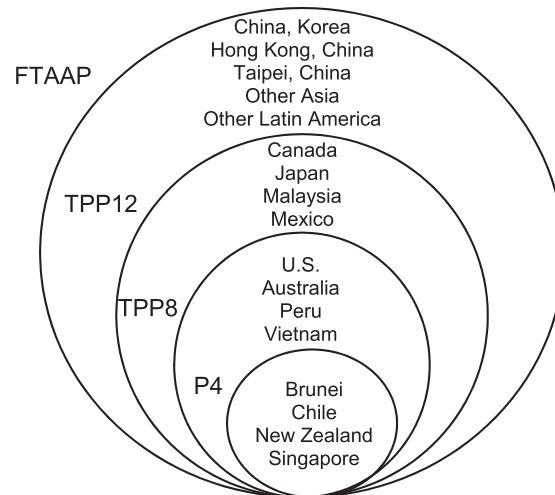 China, Korea
Hong Kong, China
FTAAP
Taipei, China
Other Asia
Other Latin America
Canada
Japan
TPP12
Malaysia
Mexico
U.S.
Australia
TPP8
Peru
Vietnam
P4
Brunei
Chile
New Zealand
Singapore